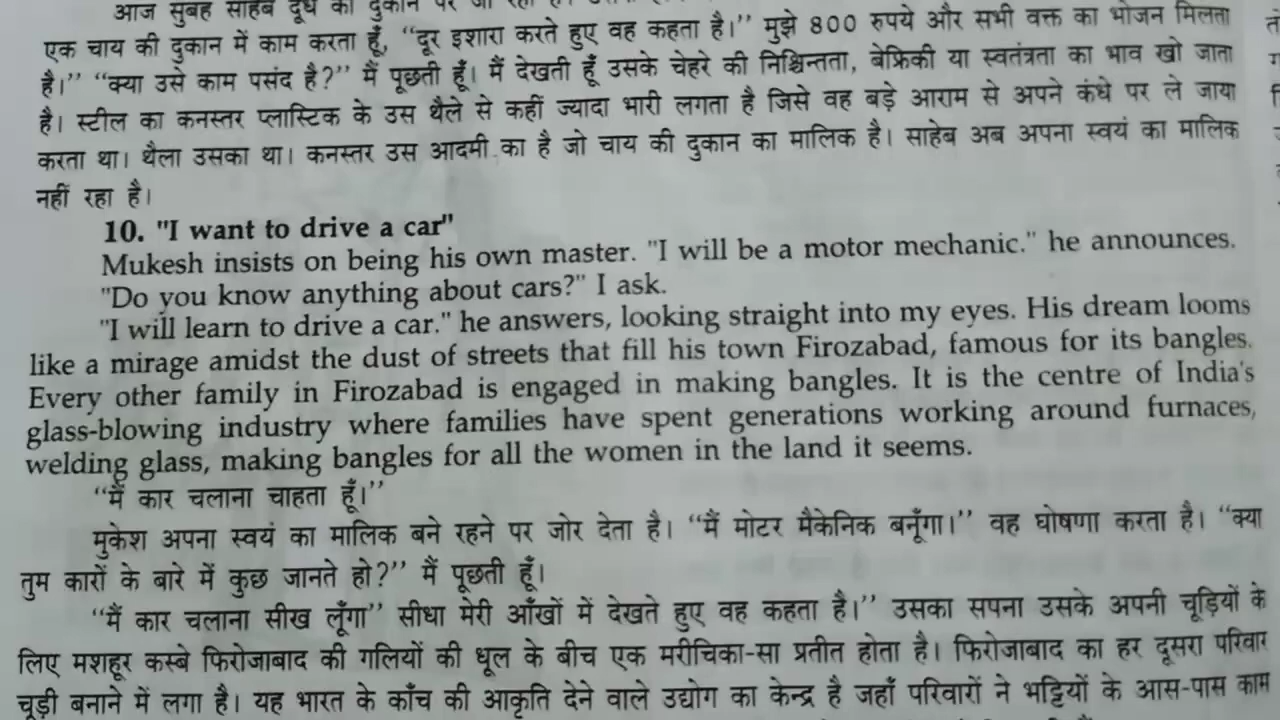 आज सुबह साहेब दूध की दुकान पर जा रहा है।
एक चाय की दुकान में काम करता हूँ, “दूर इशारा करते हुए वह कहता है।” मुझे 800 रुपये और सभी वक्त का भोजन मिलता
है।” “क्या उसे काम पसंद है?” मैं पूछती हूँ। मैं देखती हूँ उसके चेहरे की निश्चिन्तता, बेफ्रिकी या स्वतंत्रता का भाव खो जाता
है। स्टील का कनस्तर प्लास्टिक के उस थैले से कहीं ज्यादा भारी लगता है जिसे वह बड़े आराम से अपने कंधे पर ले जाया
करता था। थैला उसका था। कनस्तर उस आदमी का है जो चाय की दुकान का मालिक है। साहेब अब अपना स्वयं का मालिक
नहीं रहा है।
10. "I want to drive a car"
Mukesh insists on being his own master. "I will be a motor mechanic." he announces.
"Do you know anything about cars?" I ask.
"I will learn to drive a car." he answers, looking straight into my eyes. His dream looms
like a mirage amidst the dust of streets that fill his town Firozabad, famous for its bangles.
Every other family in Firozabad is engaged in making bangles. It is the centre of India's
glass-blowing industry where families have spent generations working around furnaces,
welding glass, making bangles for all the women in the land it seems.
“मैं कार चलाना चाहता हूँ।”
मुकेश अपना स्वयं का मालिक बने रहने पर जोर देता है। “मैं मोटर मैकेनिक बनूँगा।” वह घोषणा करता है। “क्या
तुम कारों के बारे में कुछ जानते हो?” मैं पूछती हूँ।
“मैं कार चलाना सीख लूँगा” सीधा मेरी आँखों में देखते हुए वह कहता है।” उसका सपना उसके अपनी चूड़ियों के
लिए मशहूर कस्बे फिरोजाबाद की गलियों की धूल के बीच एक मरीचिका-सा प्रतीत होता है। फिरोजाबाद का हर दूसरा परिवार
चूड़ी बनाने में लगा है। यह भारत के काँच की आकृति देने वाले उद्योग का केन्द्र है जहाँ परिवारों ने भट्टियों के आस-पास काम